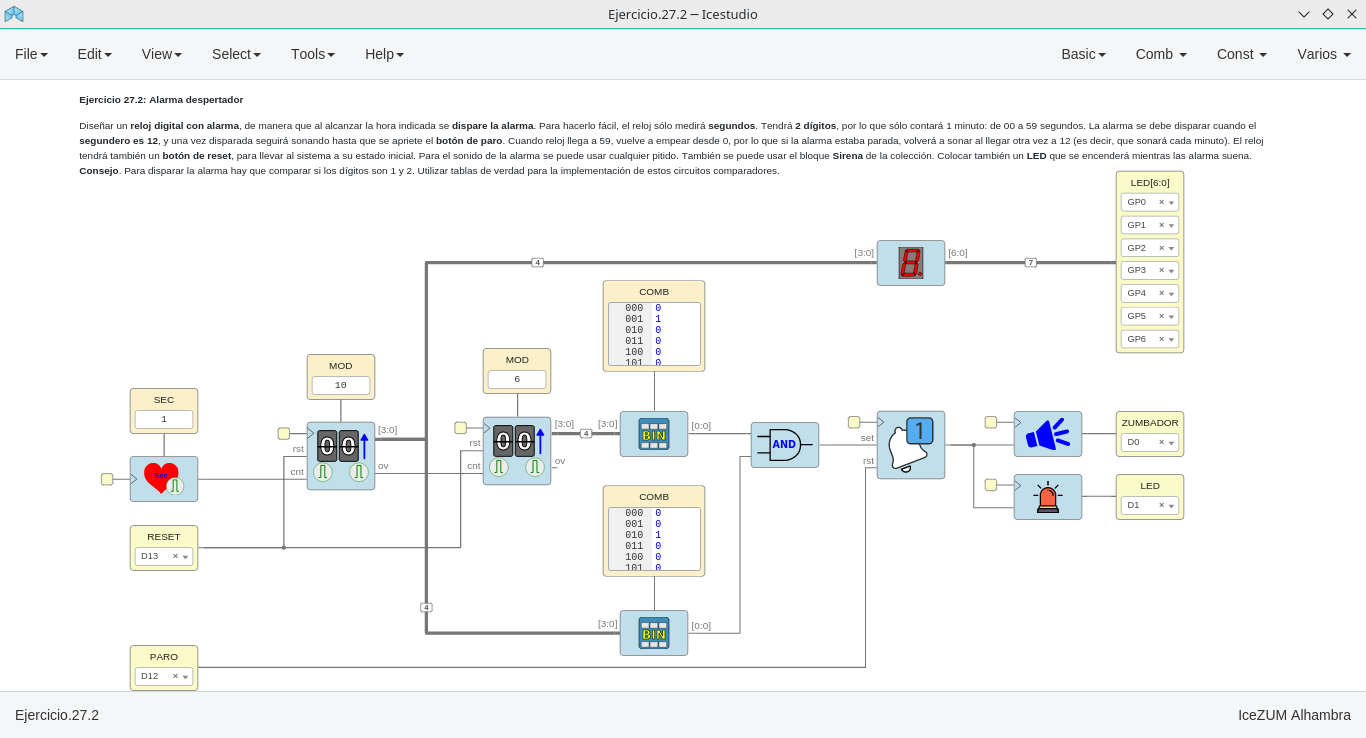 Ejercicio.27.2 – Icestudio
File Edit View Select Tools Help Basic Comb Const Varios
Ejercicio 27.2: Alarma despertador
Diseñar un reloj digital con alarma, de manera que al alcanzar la hora indicada se dispare la alarma. Para hacerlo fácil, el reloj sólo medirá segundos. Tendrá 2 dígitos, por lo que sólo contará 1 minuto: de 00 a 59 segundos. La alarma se debe disparar cuando el
segundero es 12, y una vez disparada seguirá sonando hasta que se apriete el botón de paro. Cuando reloj llega a 59, vuelve a empear desde 0, por lo que si la alarma estaba parada, volverá a sonar al llegar otra vez a 12 (es decir, que sonará cada minuto). El reloj
tendrá también un botón de reset, para llevar al sistema a su estado inicial. Para el sonido de la alarma se puede usar cualquier pitido. También se puede usar el bloque Sirena de la colección. Colocar también un LED que se encenderá mientras las alarma suena.
Consejo. Para disparar la alarma hay que comparar si los dígitos son 1 y 2. Utilizar tablas de verdad para la implementación de estos circuitos comparadores.
LED[6:0]
GP0
GP1
GP2
GP3
GP4
GP5
GP6
[3:0] [6:0]
4
7
COMB
000 0
001 1
010 0
011 0
100 0
101 0
MOD
10
MOD
6
SEC
1
rst
cnt
[3:0]
ov
00
rst
cnt
[3:0]
ov
00
4
[3:0]
BIN
[0:0]
AND
set
rst
1
ZUMBADOR
D0
LED
D1
Sec
RESET
D13
COMB
000 0
001 0
010 1
011 0
100 0
101 0
4
[3:0]
BIN
[0:0]
PARO
D12
Ejercicio.27.2
IceZUM Alhambra